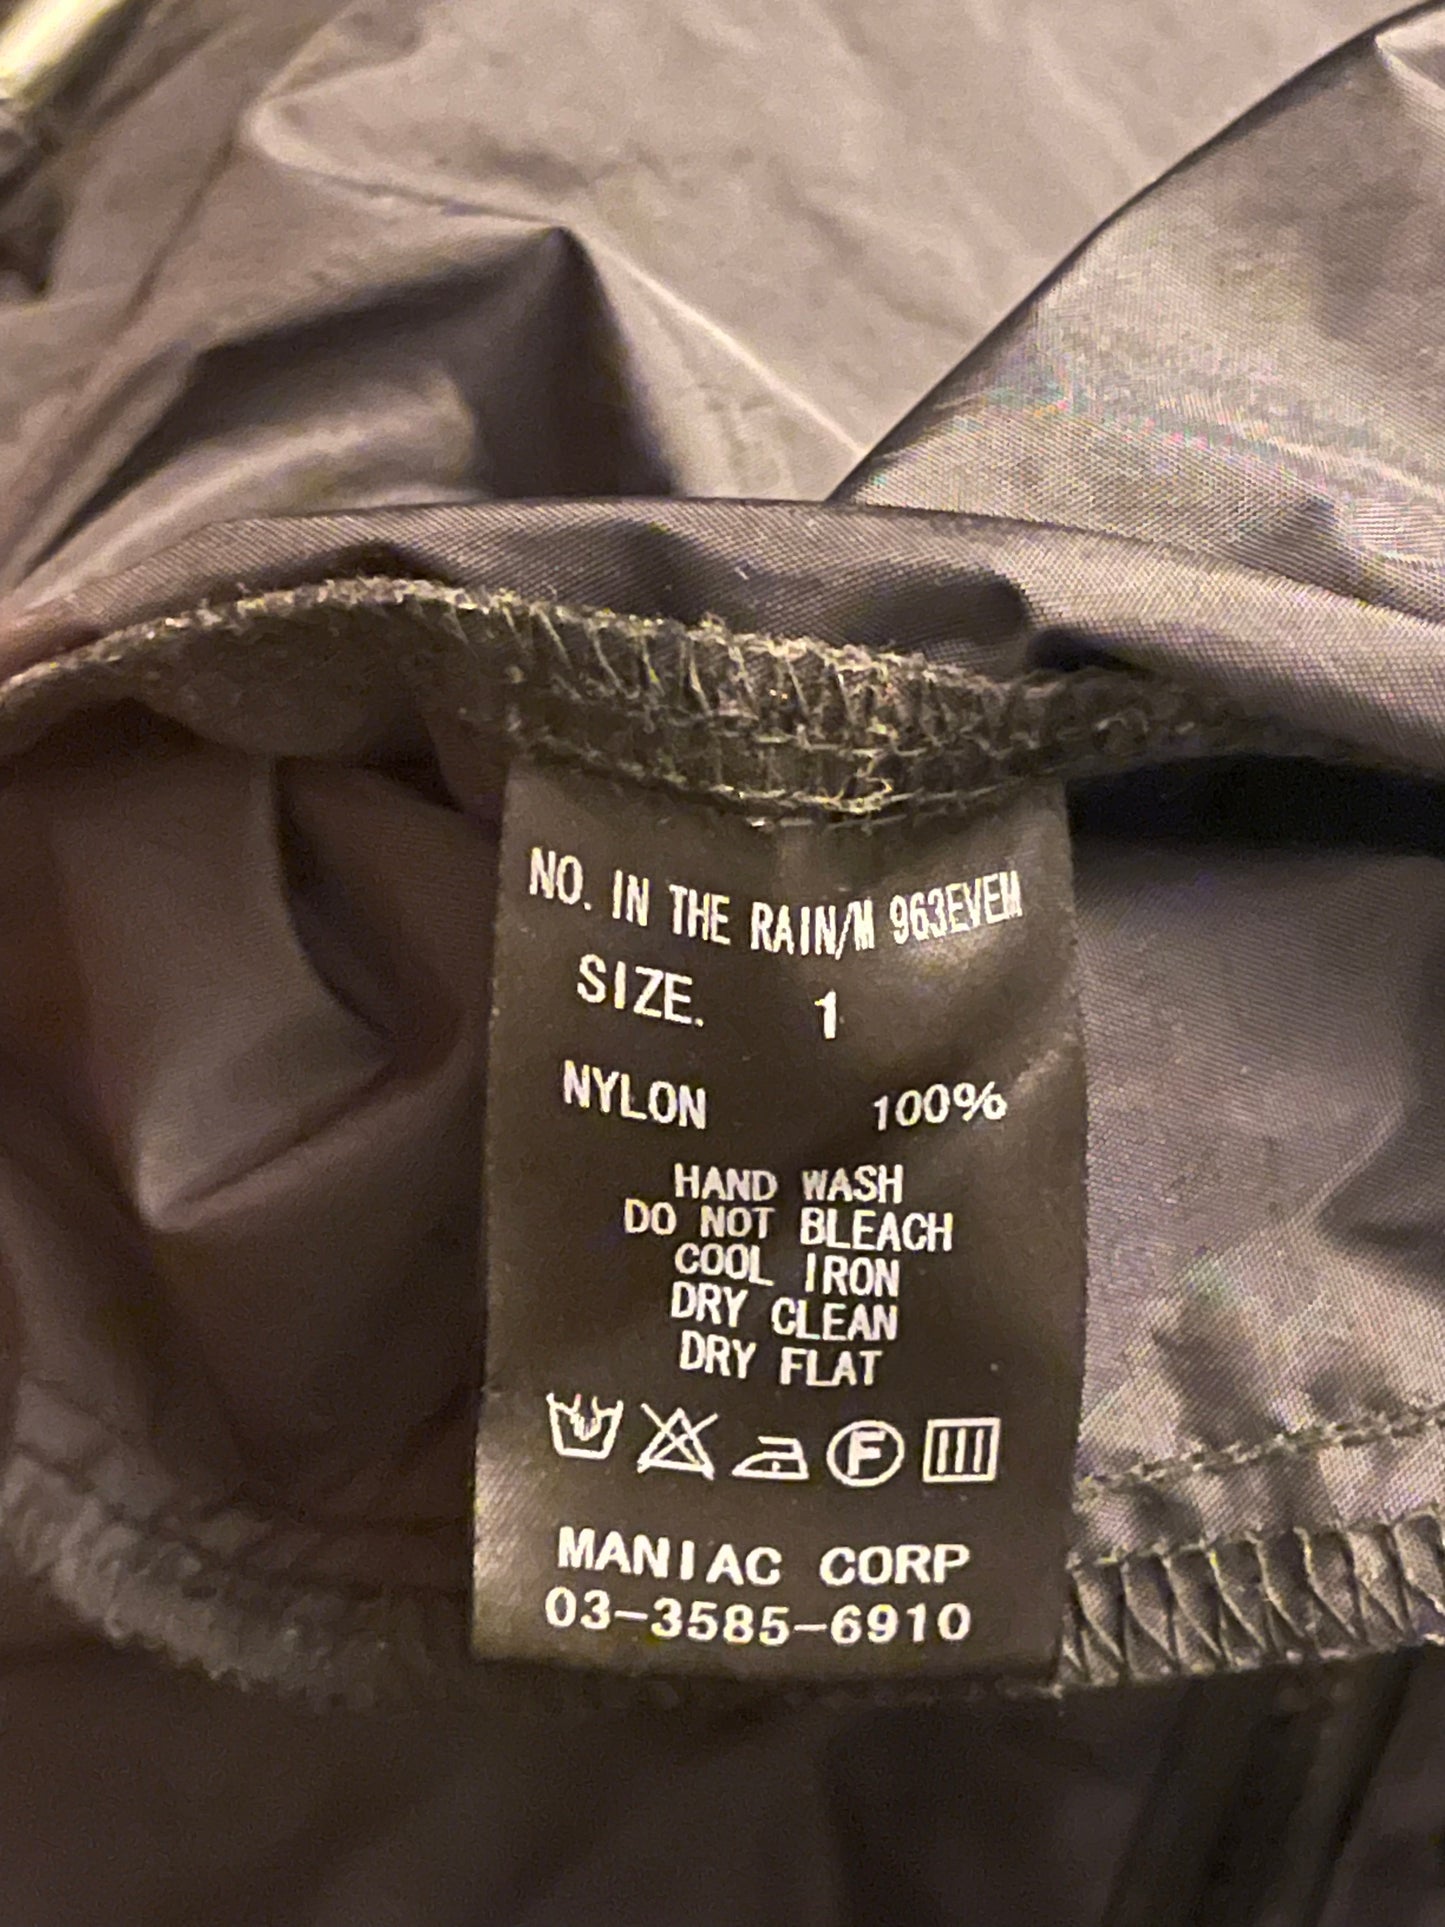 NO. IN THE RAIN/M 963EVEM
SIZE. 1
NYLON 100%
HAND WASH
DO NOT BLEACH
COOL IRON
DRY CLEAN
DRY FLAT
F
MANIAC CORP
03-3585-6910